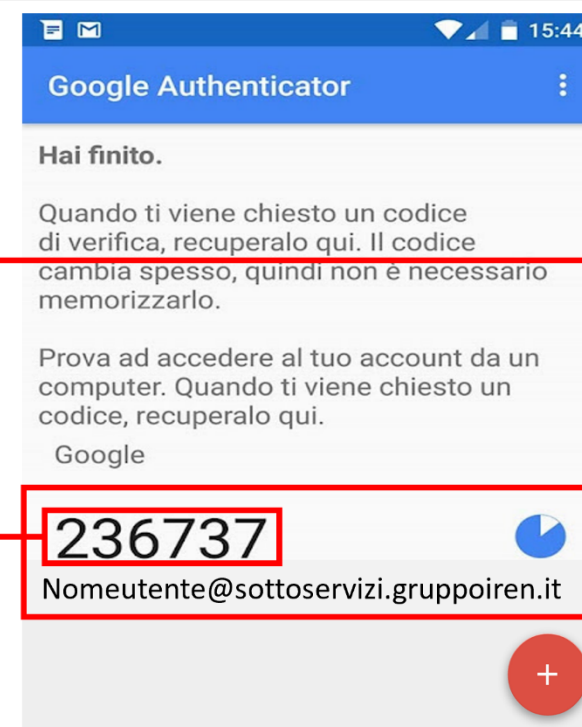 15:44
Google Authenticator
Hai finito.
Quando ti viene chiesto un codice
di verifica, recuperalo qui. Il codice
cambia spesso, quindi non è necessario
memorizzarlo.
Prova ad accedere al tuo account da un
computer. Quando ti viene chiesto un
codice, recuperalo qui.
Google
236737
Nomeutente@sottoservizi.gruppoiren.it